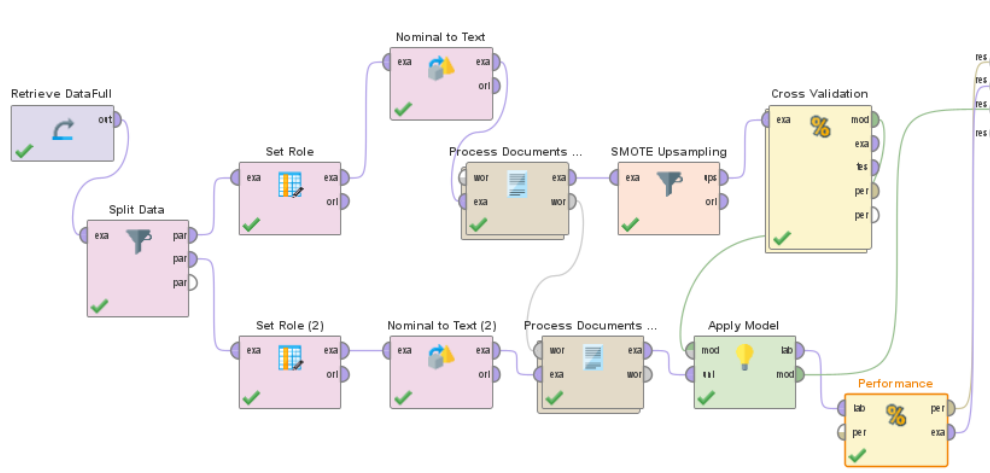 Nominal to Text
exa
exa
ori
Retrieve DataFull
out
Cross Validation
exa
mod
exa
tes
per
per
res
res
res
res
Set Role
exa
exa
ori
Process Documents ...
wor
exa
exa
wor
SMOTE Upsampling
exa
ups
ori
Split Data
exa
par
par
par
Set Role (2)
exa
exa
ori
Nominal to Text (2)
exa
exa
ori
Process Documents ...
wor
exa
exa
wor
Apply Model
mod
lab
unl
mod
Performance
lab
per
per
exa